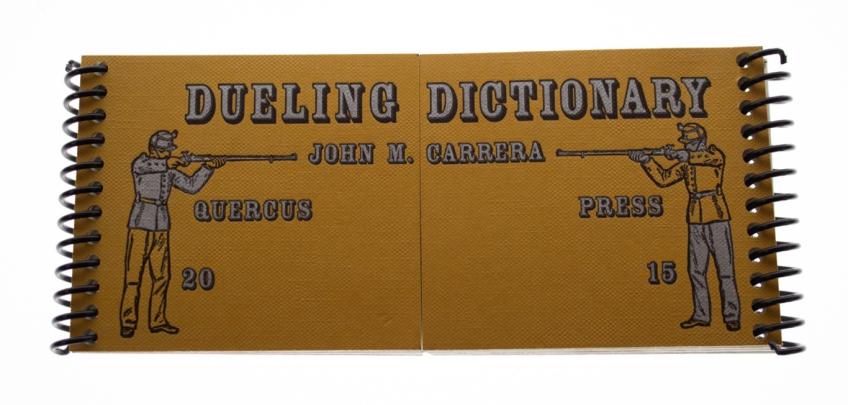 DUELING DICTIONARY
JOHN M. CARRERA
QUERCUS PRESS
20 15